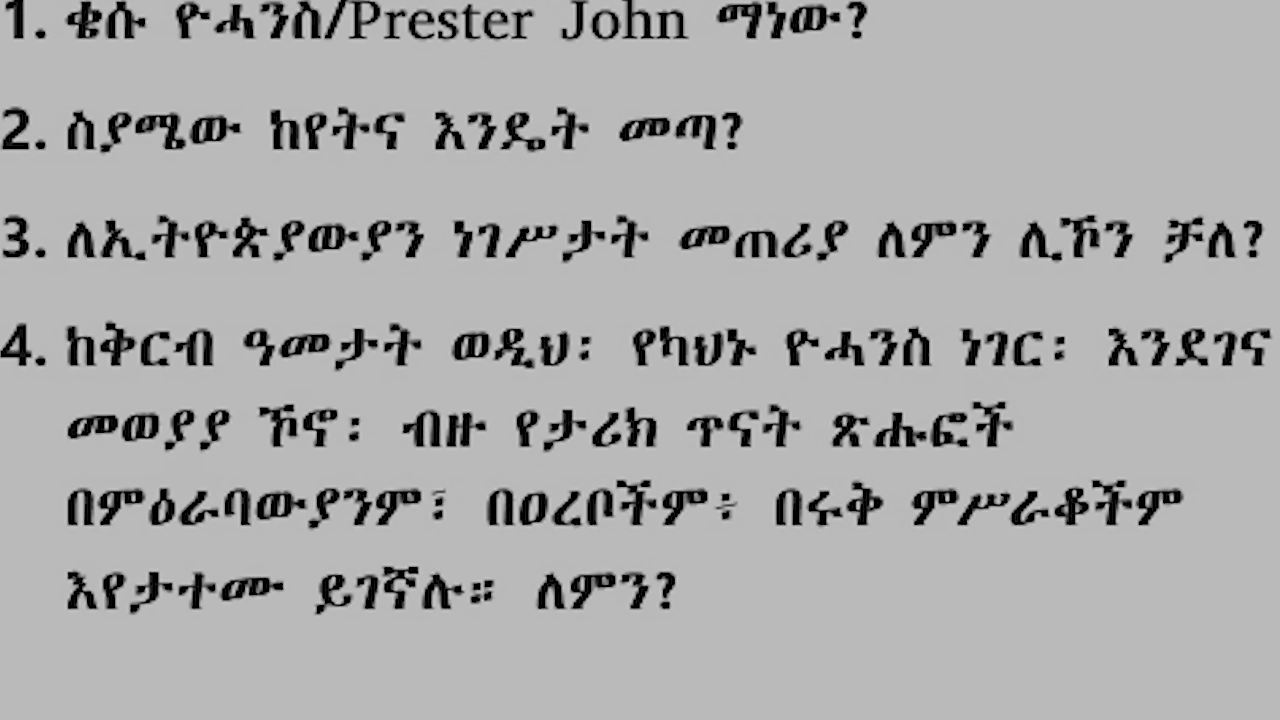 1. ቄሱ ዮሓንስ/Prester John ማነው?
2. ስያሜው ከየትና እንዴት መጣ?
3. ለኢትዮጵያውያን ነገሥታት መጠሪያ ለምን ሊኾን ቻለ?
4. ከቅርብ ዓመታት ወዲህ፡ የካህኑ ዮሓንስ ነገር፡ እንደገና
መወያያ ኾኖ፡ ብዙ የታሪክ ጥናት ጽሑፎች
በምዕራባውያንም፤ በዐረቦችም፥ በሩቅ ምሥራቆችም
እየታተሙ ይገኛሉ። ለምን?